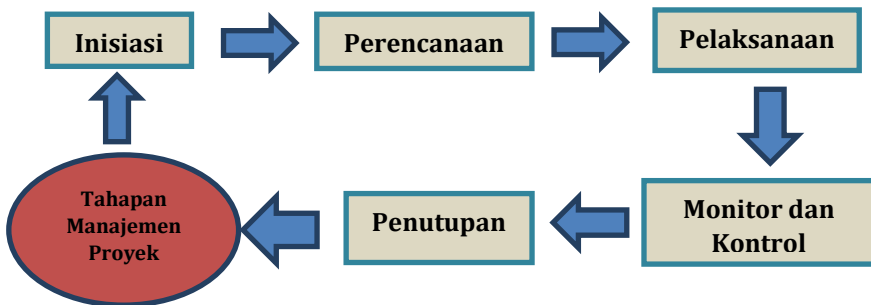 Inisiasi
Perencanaan
Pelaksanaan
Tahapan
Manajemen
Proyek
Penutupan
Monitor dan
Kontrol